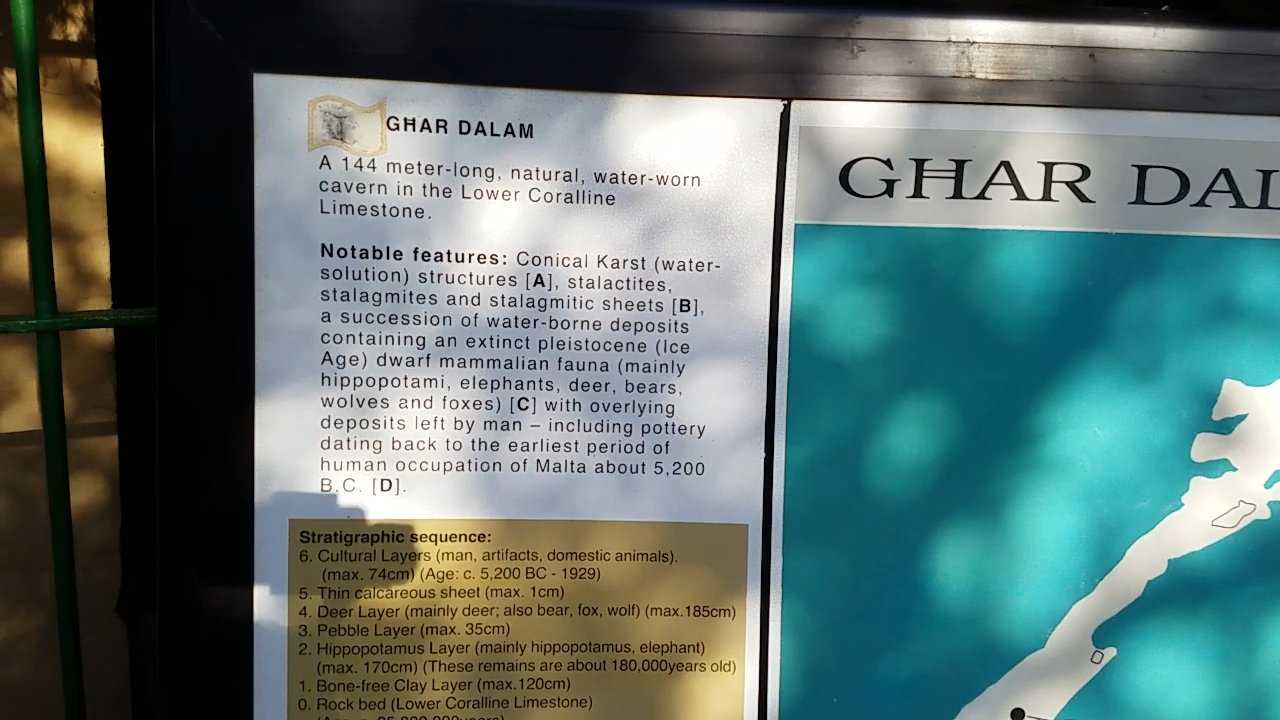 GĦAR DALAM
A 144 meter-long, natural, water-worn
cavern in the Lower Coralline
Limestone.
Notable features: Conical Karst (water-
solution) structures [A], stalactites,
stalagmites and stalagmitic sheets [B],
a succession of water-borne deposits
containing an extinct pleistocene (Ice
Age) dwarf mammalian fauna (mainly
hippopotami, elephants, deer, bears,
wolves and foxes) [C] with overlying
deposits left by man – including pottery
dating back to the earliest period of
human occupation of Malta about 5,200
B.C. [D].
Stratigraphic sequence:
6. Cultural Layers (man, artifacts, domestic animals).
(max. 74cm) (Age: c. 5,200 BC - 1929)
5. Thin calcareous sheet (max. 1cm)
4. Deer Layer (mainly deer; also bear, fox, wolf) (max.185cm)
3. Pebble Layer (max. 35cm)
2. Hippopotamus Layer (mainly hippopotamus, elephant)
(max. 170cm) (These remains are about 180,000years old)
1. Bone-free Clay Layer (max.120cm)
0. Rock bed (Lower Coralline Limestone)
GĦAR DAL